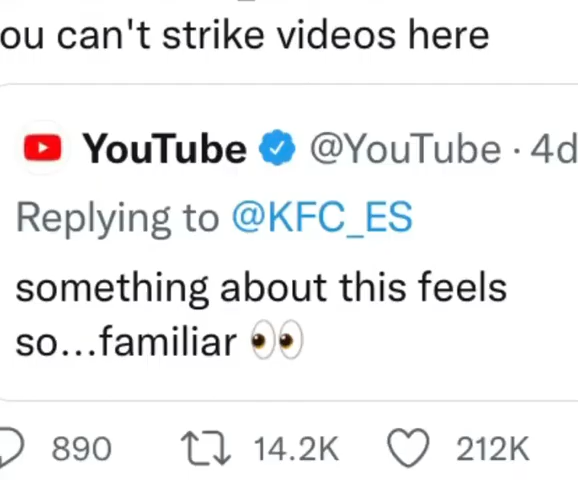 ou can't strike videos here
YouTube @YouTube · 4d
Replying to @KFC_ES
something about this feels
so...familiar 👀
890 14.2K 212K